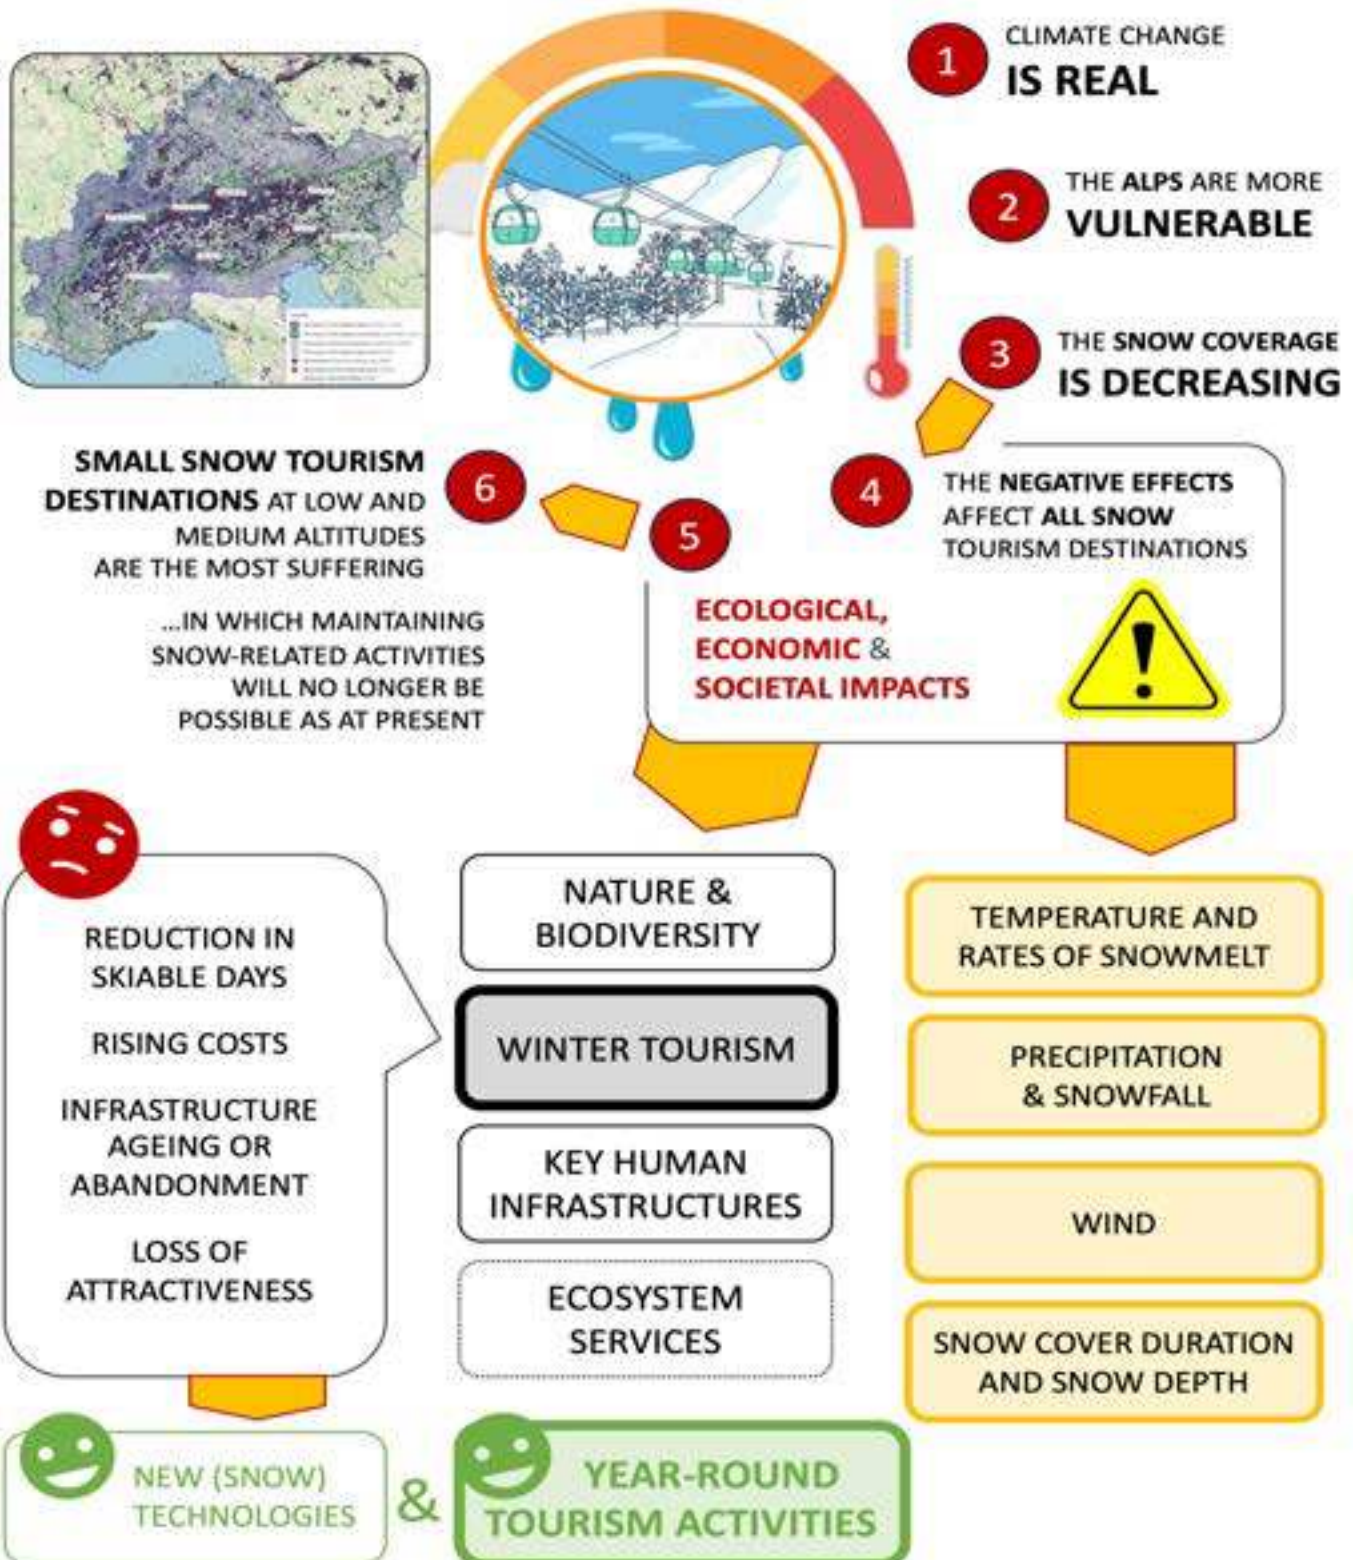 1
CLIMATE CHANGE
IS REAL
2
THE ALPS ARE MORE
VULNERABLE
3
THE SNOW COVERAGE
IS DECREASING
4
THE NEGATIVE EFFECTS
AFFECT ALL SNOW
TOURISM DESTINATIONS
5
ECOLOGICAL,
ECONOMIC &
SOCIETAL IMPACTS
!
6
SMALL SNOW TOURISM
DESTINATIONS AT LOW AND
MEDIUM ALTITUDES
ARE THE MOST SUFFERING
...IN WHICH MAINTAINING
SNOW-RELATED ACTIVITIES
WILL NO LONGER BE
POSSIBLE AS AT PRESENT
REDUCTION IN
SKIABLE DAYS
RISING COSTS
INFRASTRUCTURE
AGEING OR
ABANDONMENT
LOSS OF
ATTRACTIVENESS
NATURE &
BIODIVERSITY
WINTER TOURISM
KEY HUMAN
INFRASTRUCTURES
ECOSYSTEM
SERVICES
TEMPERATURE AND
RATES OF SNOWMELT
PRECIPITATION
& SNOWFALL
WIND
SNOW COVER DURATION
AND SNOW DEPTH
NEW (SNOW)
TECHNOLOGIES
&
YEAR-ROUND
TOURISM ACTIVITIES